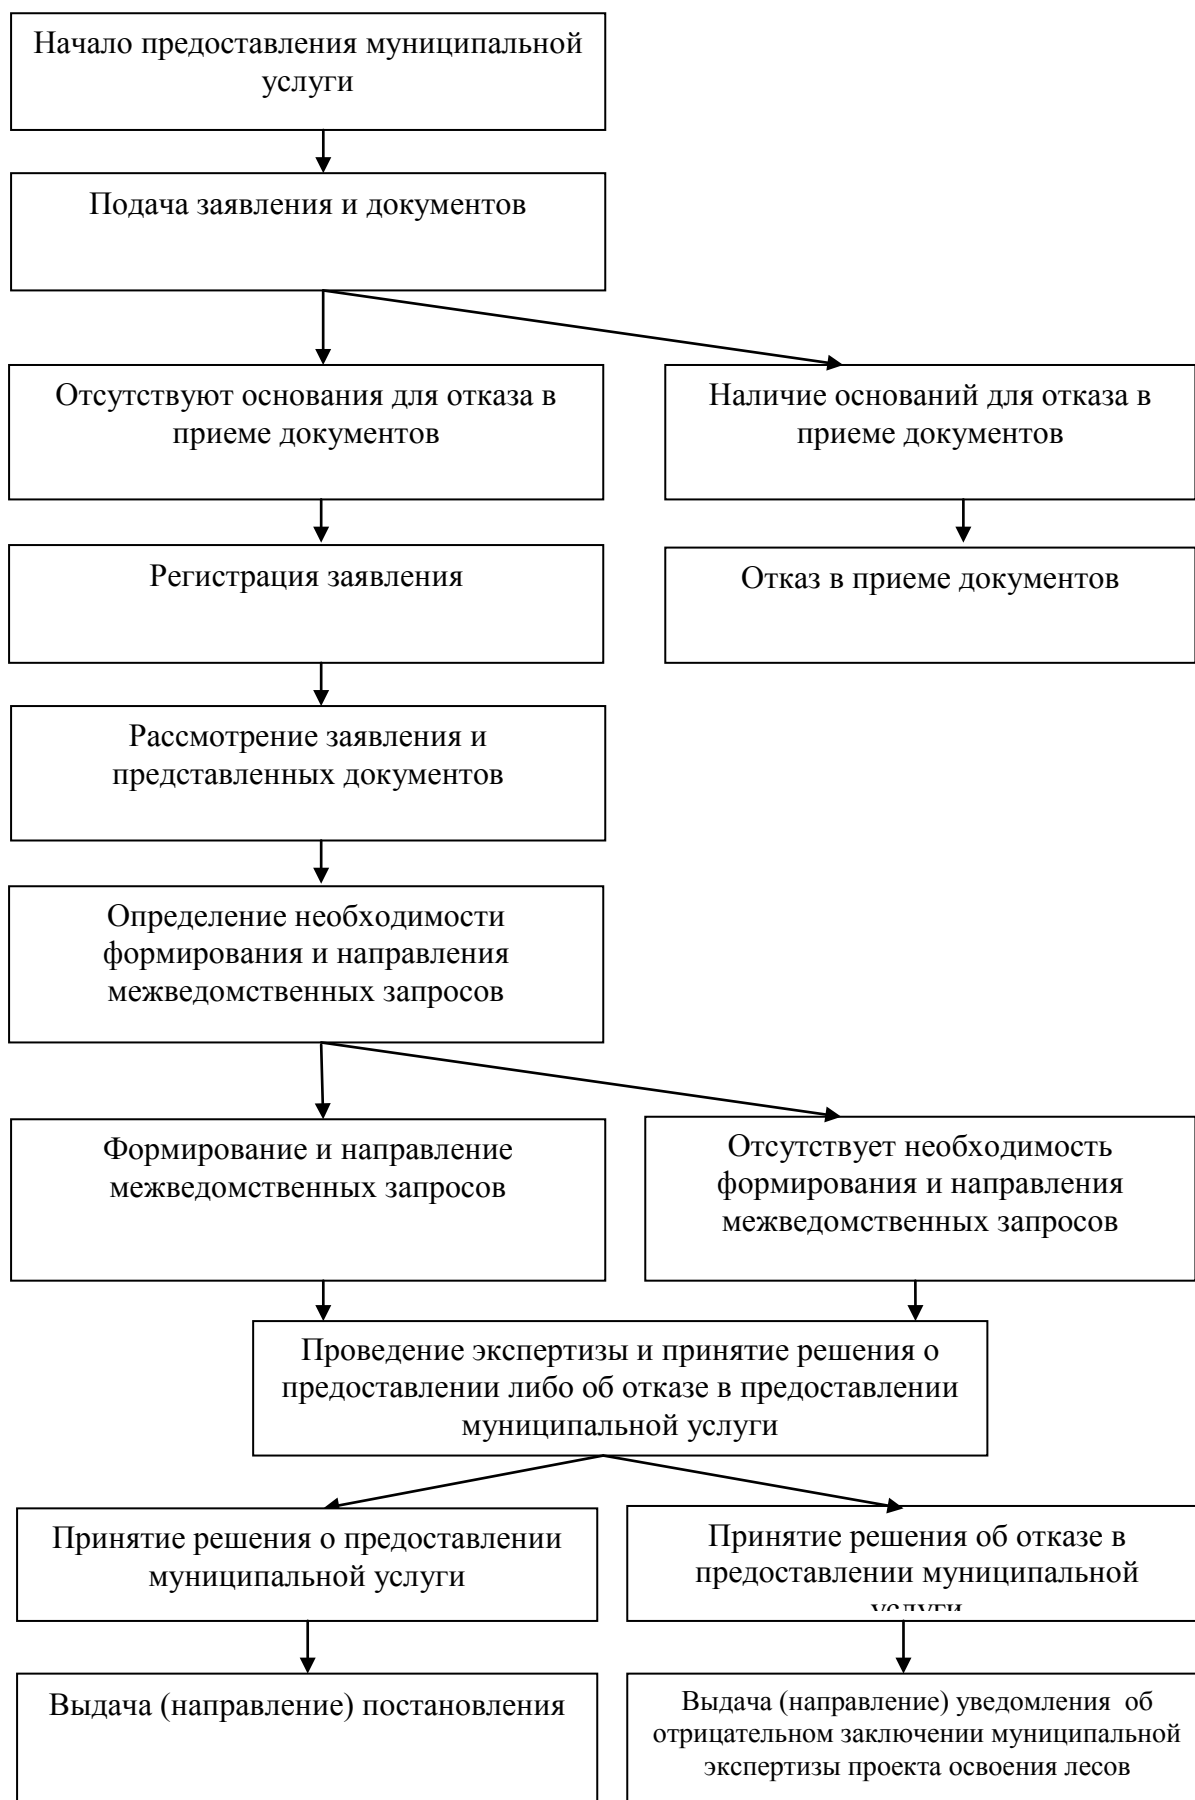 Начало предоставления муниципальной
услуги
Подача заявления и документов
Отсутствуют основания для отказа в
приеме документов
Наличие оснований для отказа в
приеме документов
Регистрация заявления
Отказ в приеме документов
Рассмотрение заявления и
представленных документов
Определение необходимости
формирования и направления
межведомственных запросов
Формирование и направление
межведомственных запросов
Отсутствует необходимость
формирования и направления
межведомственных запросов
Проведение экспертизы и принятие решения о
предоставлении либо об отказе в предоставлении
муниципальной услуги
Принятие решения о предоставлении
муниципальной услуги
Принятие решения об отказе в
предоставлении муниципальной
услуги
Выдача (направление) постановления
Выдача (направление) уведомления об
отрицательном заключении муниципальной
экспертизы проекта освоения лесов